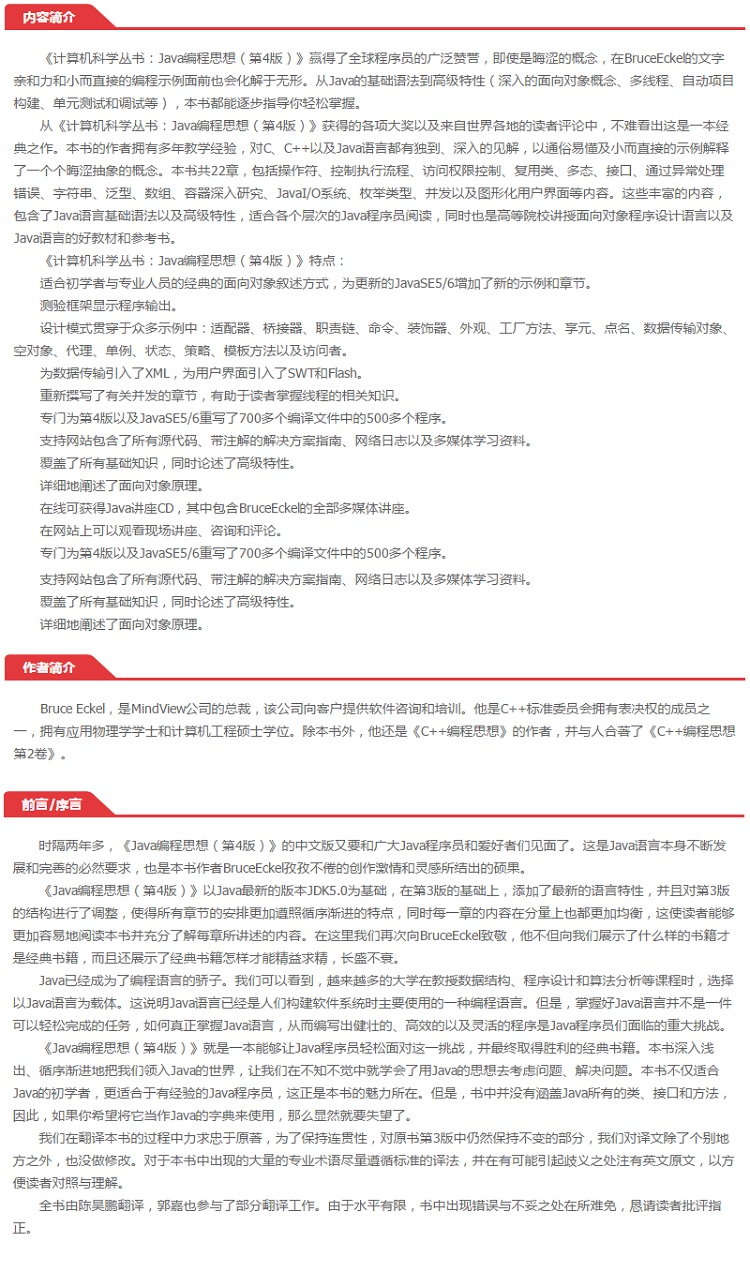 内容简介
《计算机科学丛书：Java编程思想（第4版）》赢得了全球程序员的广泛赞誉，即使是晦涩的概念，在BruceEckel的文字
亲和力和小而直接的编程示例面前也会化解于无形。从Java的基础语法到高级特性（深入的面向对象概念、多线程、自动项目
构建、单元测试和调试等），本书都能逐步指导你轻松掌握。
从《计算机科学丛书：Java编程思想（第4版）》获得的各项大奖以及来自世界各地的读者评论中，不难看出这是一本经
典之作。本书的作者拥有多年教学经验，对C、C++以及Java语言都有独到、深入的见解，以通俗易懂及小而直接的示例解释
了一个个晦涩抽象的概念。本书共22章，包括操作符、控制执行流程、访问权限控制、复用类、多态、接口、通过异常处理
错误、字符串、泛型、数组、容器深入研究、JavaI/O系统、枚举类型、并发以及图形化用户界面等内容。这些丰富的内容，
包含了Java语言基础语法以及高级特性，适合各个层次的Java程序员阅读，同时也是高等院校讲授面向对象程序设计语言以及
Java语言的好教材和参考书。
《计算机科学丛书：Java编程思想（第4版）》特点：
适合初学者与专业人员的经典的面向对象叙述方式，为更新的JavaSE5/6增加了新的示例和章节。
测验框架显示程序输出。
设计模式贯穿于众多示例中：适配器、桥接器、职责链、命令、装饰器、外观、工厂方法、享元、点名、数据传输对象、
空对象、代理、单例、状态、策略、模板方法以及访问者。
为数据传输引入了XML，为用户界面引入了SWT和Flash。
重新撰写了有关并发的章节，有助于读者掌握线程的相关知识。
专门为第4版以及JavaSE5/6重写了700多个编译文件中的500多个程序。
支持网站包含了所有源代码、带注解的解决方案指南、网络日志以及多媒体学习资料。
覆盖了所有基础知识，同时论述了高级特性。
详细地阐述了面向对象原理。
在线可获得Java讲座CD，其中包含BruceEckel的全部多媒体讲座。
在网站上可以观看现场讲座、咨询和评论。
专门为第4版以及JavaSE5/6重写了700多个编译文件中的500多个程序。
支持网站包含了所有源代码、带注解的解决方案指南、网络日志以及多媒体学习资料。
覆盖了所有基础知识，同时论述了高级特性。
详细地阐述了面向对象原理。
作者简介
Bruce Eckel，是MindView公司的总裁，该公司向客户提供软件咨询和培训。他是C++标准委员会拥有表决权的成员之
一，拥有应用物理学学士和计算机工程硕士学位。除本书外，他还是《C++编程思想》的作者，并与人合著了《C++编程思想
第2卷》。
前言/序言
时隔两年多，《Java编程思想（第4版）》的中文版又要和广大Java程序员和爱好者们见面了。这是Java语言本身不断发
展和完善的必然要求，也是本书作者BruceEckel孜孜不倦的创作激情和灵感所结出的硕果。
《Java编程思想（第4版）》以Java最新的版本JDK5.0为基础，在第3版的基础上，添加了最新的语言特性，并且对第3版
的结构进行了调整，使得所有章节的安排更加遵照循序渐进的特点，同时每一章的内容在分量上也都更加均衡，这使读者能够
更加容易地阅读本书并充分了解每章所讲述的内容。在这里我们再次向BruceEckel致敬，他不但向我们展示了什么样的书籍才
是经典书籍，而且还展示了经典书籍怎样才能精益求精，长盛不衰。
Java已经成为了编程语言的骄子。我们可以看到，越来越多的大学在教授数据结构、程序设计和算法分析等课程时，选择
以Java语言为载体。这说明Java语言已经是人们构建软件系统时主要使用的一种编程语言。但是，掌握好Java语言并不是一件
可以轻松完成的任务，如何真正掌握Java语言，从而编写出健壮的、高效的以及灵活的程序是Java程序员们面临的重大挑战。
《Java编程思想（第4版）》就是一本能够让Java程序员轻松面对这一挑战，并最终取得胜利的经典书籍。本书深入浅
出、循序渐进地把我们领入Java的世界，让我们在不知不觉中就学会了用Java的思想去考虑问题、解决问题。本书不仅适合
Java的初学者，更适合于有经验的Java程序员，这正是本书的魅力所在。但是，书中并没有涵盖Java所有的类、接口和方法，
因此，如果你希望将它当作Java的字典来使用，那么显然就要失望了。
我们在翻译本书的过程中力求忠于原著，为了保持连贯性，对原书第3版中仍然保持不变的部分，我们对译文除了个别地
方之外，也没做修改。对于本书中出现的大量的专业术语尽量遵循标准的译法，并在有可能引起歧义之处注有英文原文，以方
便读者对照与理解。
全书由陈昊鹏翻译，郭嘉也参与了部分翻译工作。由于水平有限，书中出现错误与不妥之处在所难免，恳请读者批评指
正。